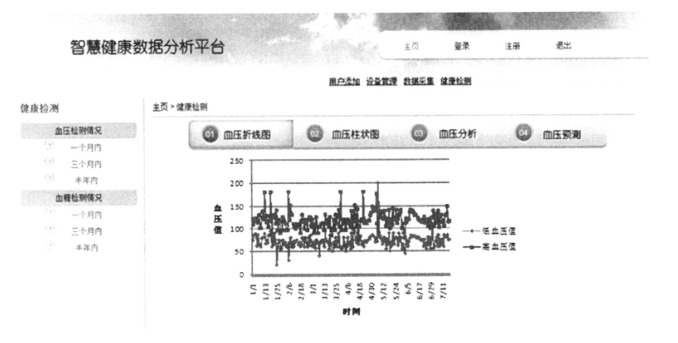 智慧健康数据分析平台
主页 登录 注册 退出
用户添加 设备管理 数据采集 健康检测
健康检测
主页 > 健康检测
血压检测情况
一个月内
三个月内
半年内
血糖检测情况
一个月内
三个月内
半年内
01 血压折线图 02 血压柱状图 03 血压分析 04 血压预测
250
200
150
100
50
0
血压值
低血压值
高血压值
1/1 1/13 1/25 2/6 2/18 3/1 3/13 3/25 4/6 4/18 4/30 5/12 5/24 6/5 6/17 6/29 7/11
时间